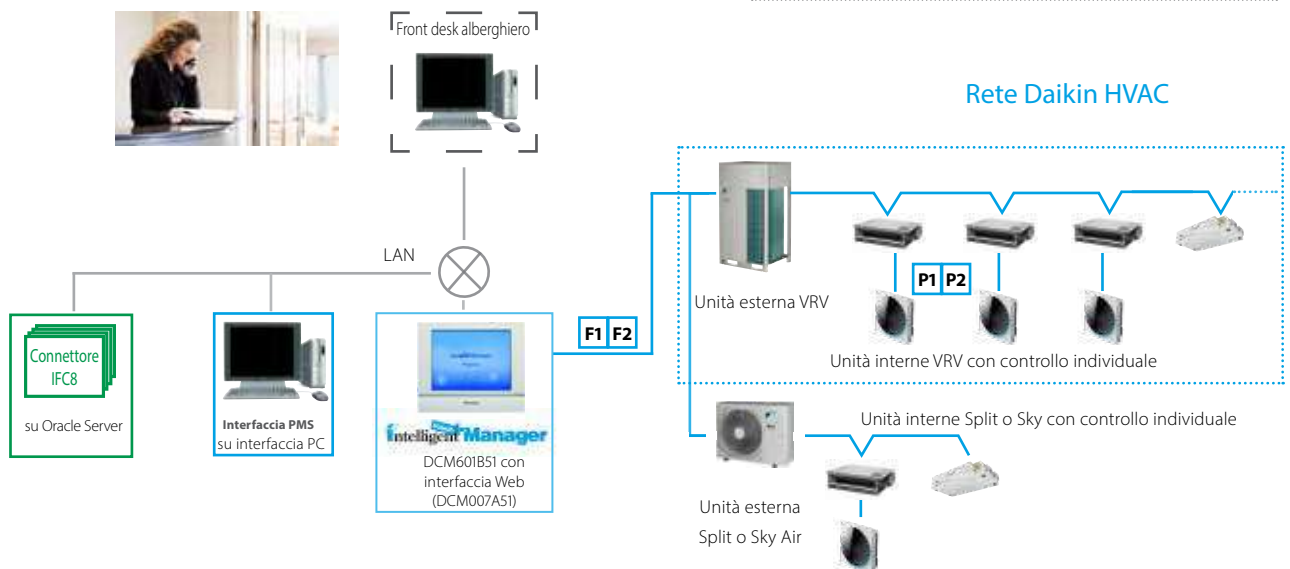 Front desk alberghiero
Rete Daikin HVAC
LAN
F1 F2
P1 P2
Unità esterna VRV
Unità interne VRV con controllo individuale
Connettore
IFC8
su Oracle Server
Interfaccia PMS
su interfaccia PC
intelligent Manager
DCM601B51 con
interfaccia Web
(DCM007A51)
Unità interne Split o Sky con controllo individuale
Unità esterna
Split o Sky Air